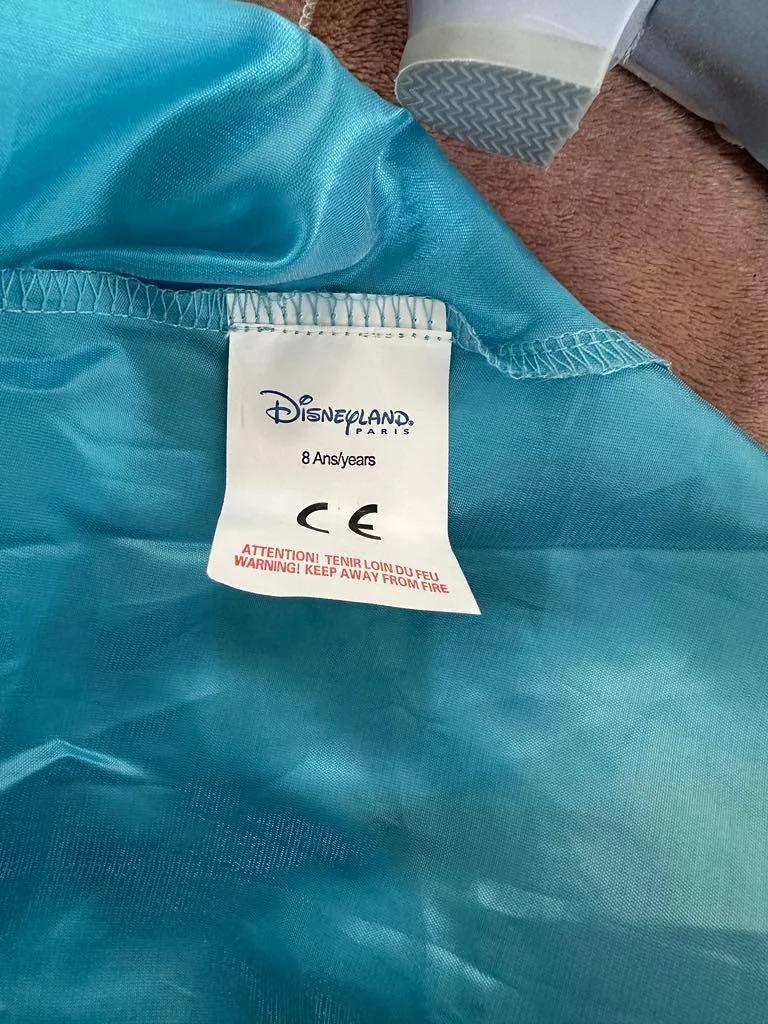 Disneyland
PARIS
8 Ans/years
CE
ATTENTION! TENIR LOIN DU FEU
WARNING! KEEP AWAY FROM FIRE